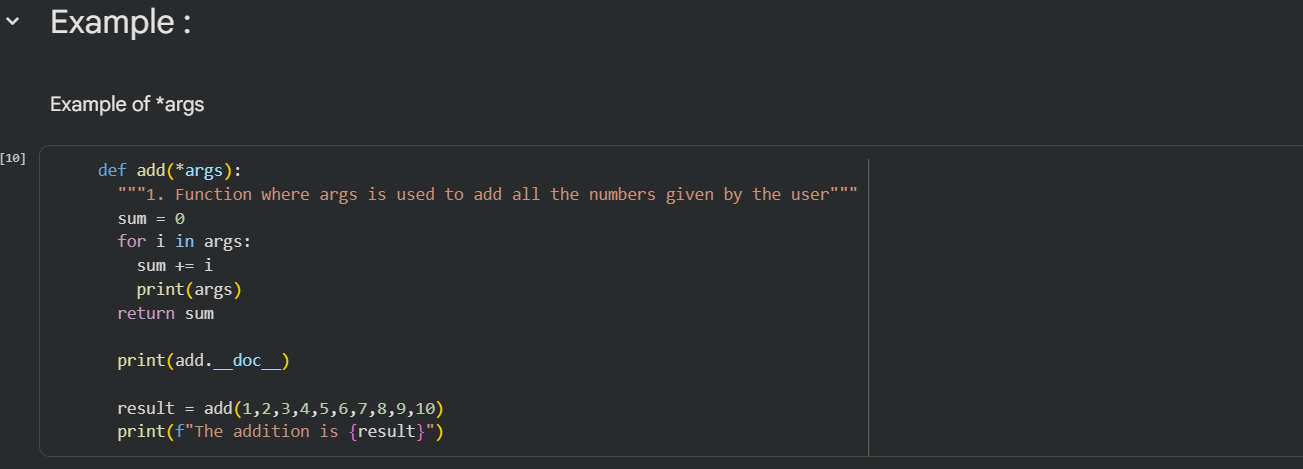 Example :
Example of *args
[10]
def add(*args):
"""1. Function where args is used to add all the numbers given by the user"""
sum = 0
for i in args:
sum += i
print(args)
return sum
print(add.__doc__)
result = add(1,2,3,4,5,6,7,8,9,10)
print(f"The addition is {result}")